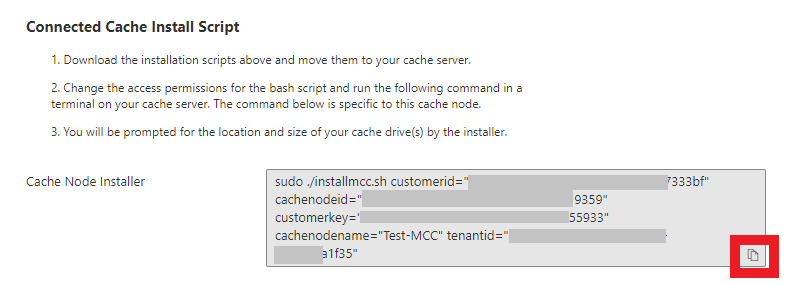 Connected Cache Install Script
1. Download the installation scripts above and move them to your cache server.
2. Change the access permissions for the bash script and run the following command in a
terminal on your cache server. The command below is specific to this cache node.
3. You will be prompted for the location and size of your cache drive(s) by the installer.
Cache Node Installer
sudo ./installmcc.sh customerid=" 7333bf"
cachenodeid=" 9359"
customerkey=" 55933"
cachenodename="Test-MCC" tenantid=" -
a1f35"